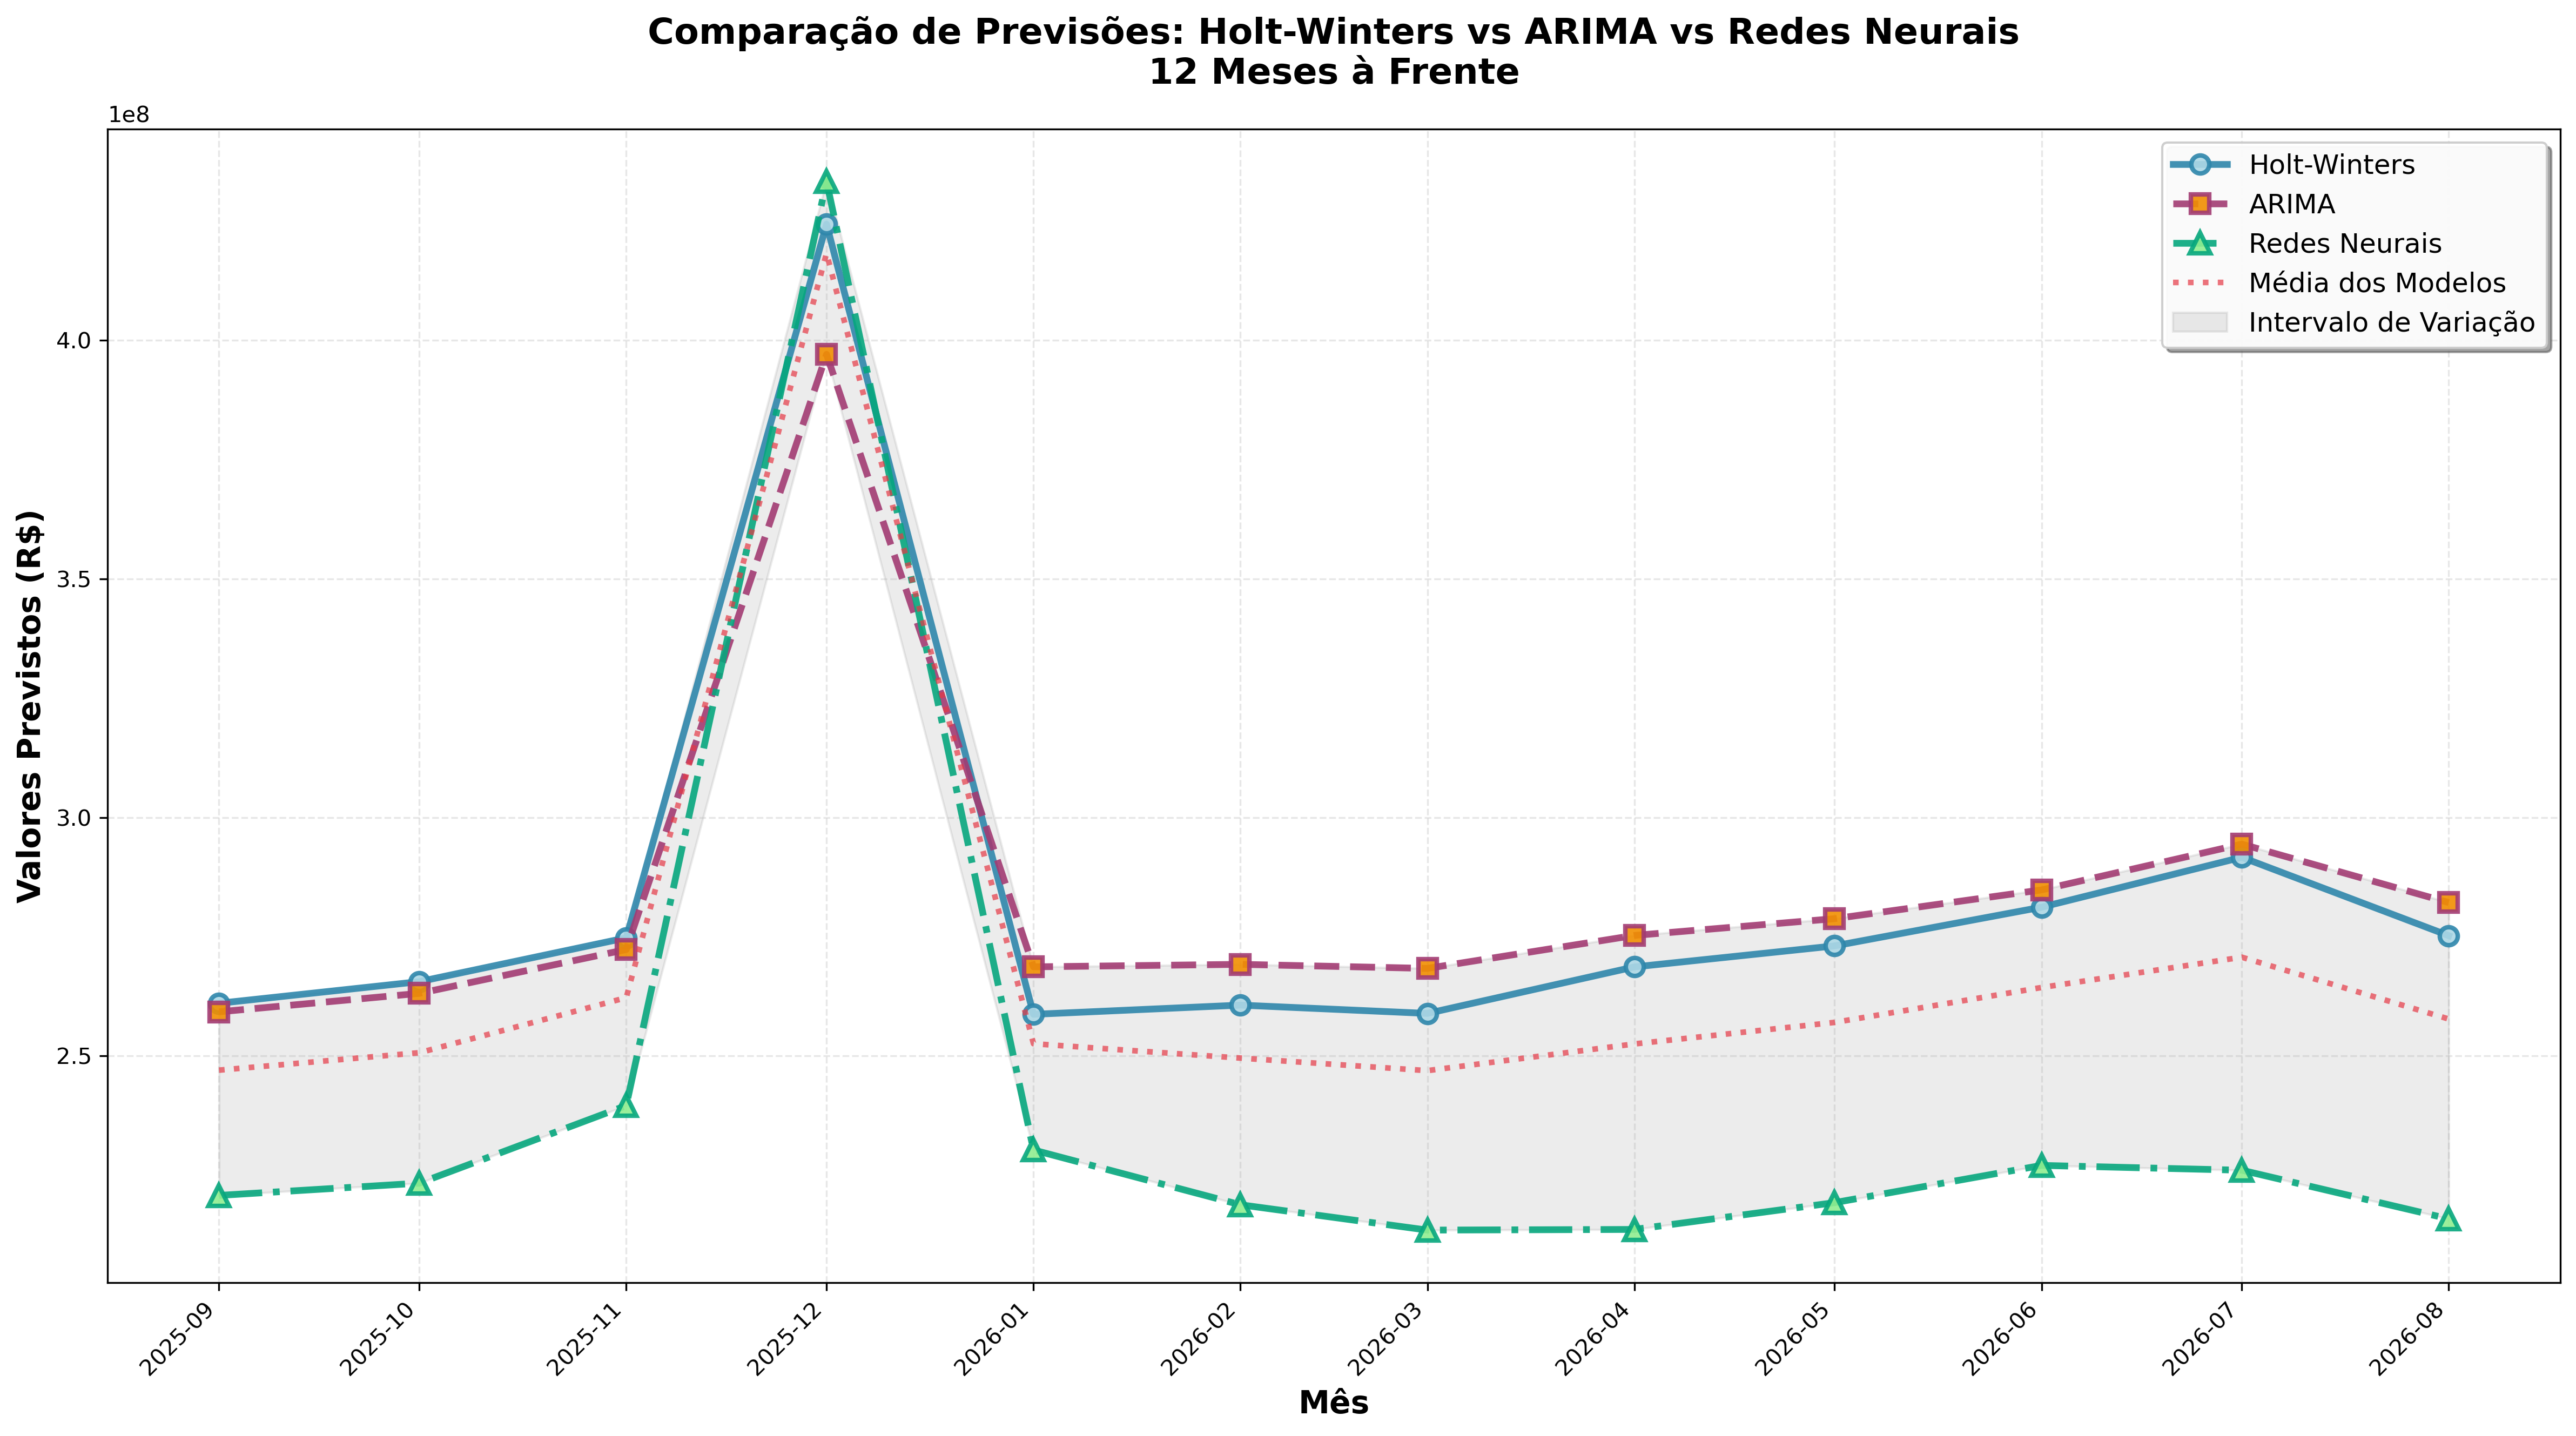 Comparação de Previsões: Holt-Winters vs ARIMA vs Redes Neurais
12 Meses à Frente
1e8
Holt-Winters
ARIMA
Redes Neurais
Média dos Modelos
Intervalo de Variação
4.0
3.5
3.0
2.5
Valores Previstos (R$)
2025-09
2025-10
2025-11
2025-12
2026-01
2026-02
2026-03
2026-04
2026-05
2026-06
2026-07
2026-08
Mês